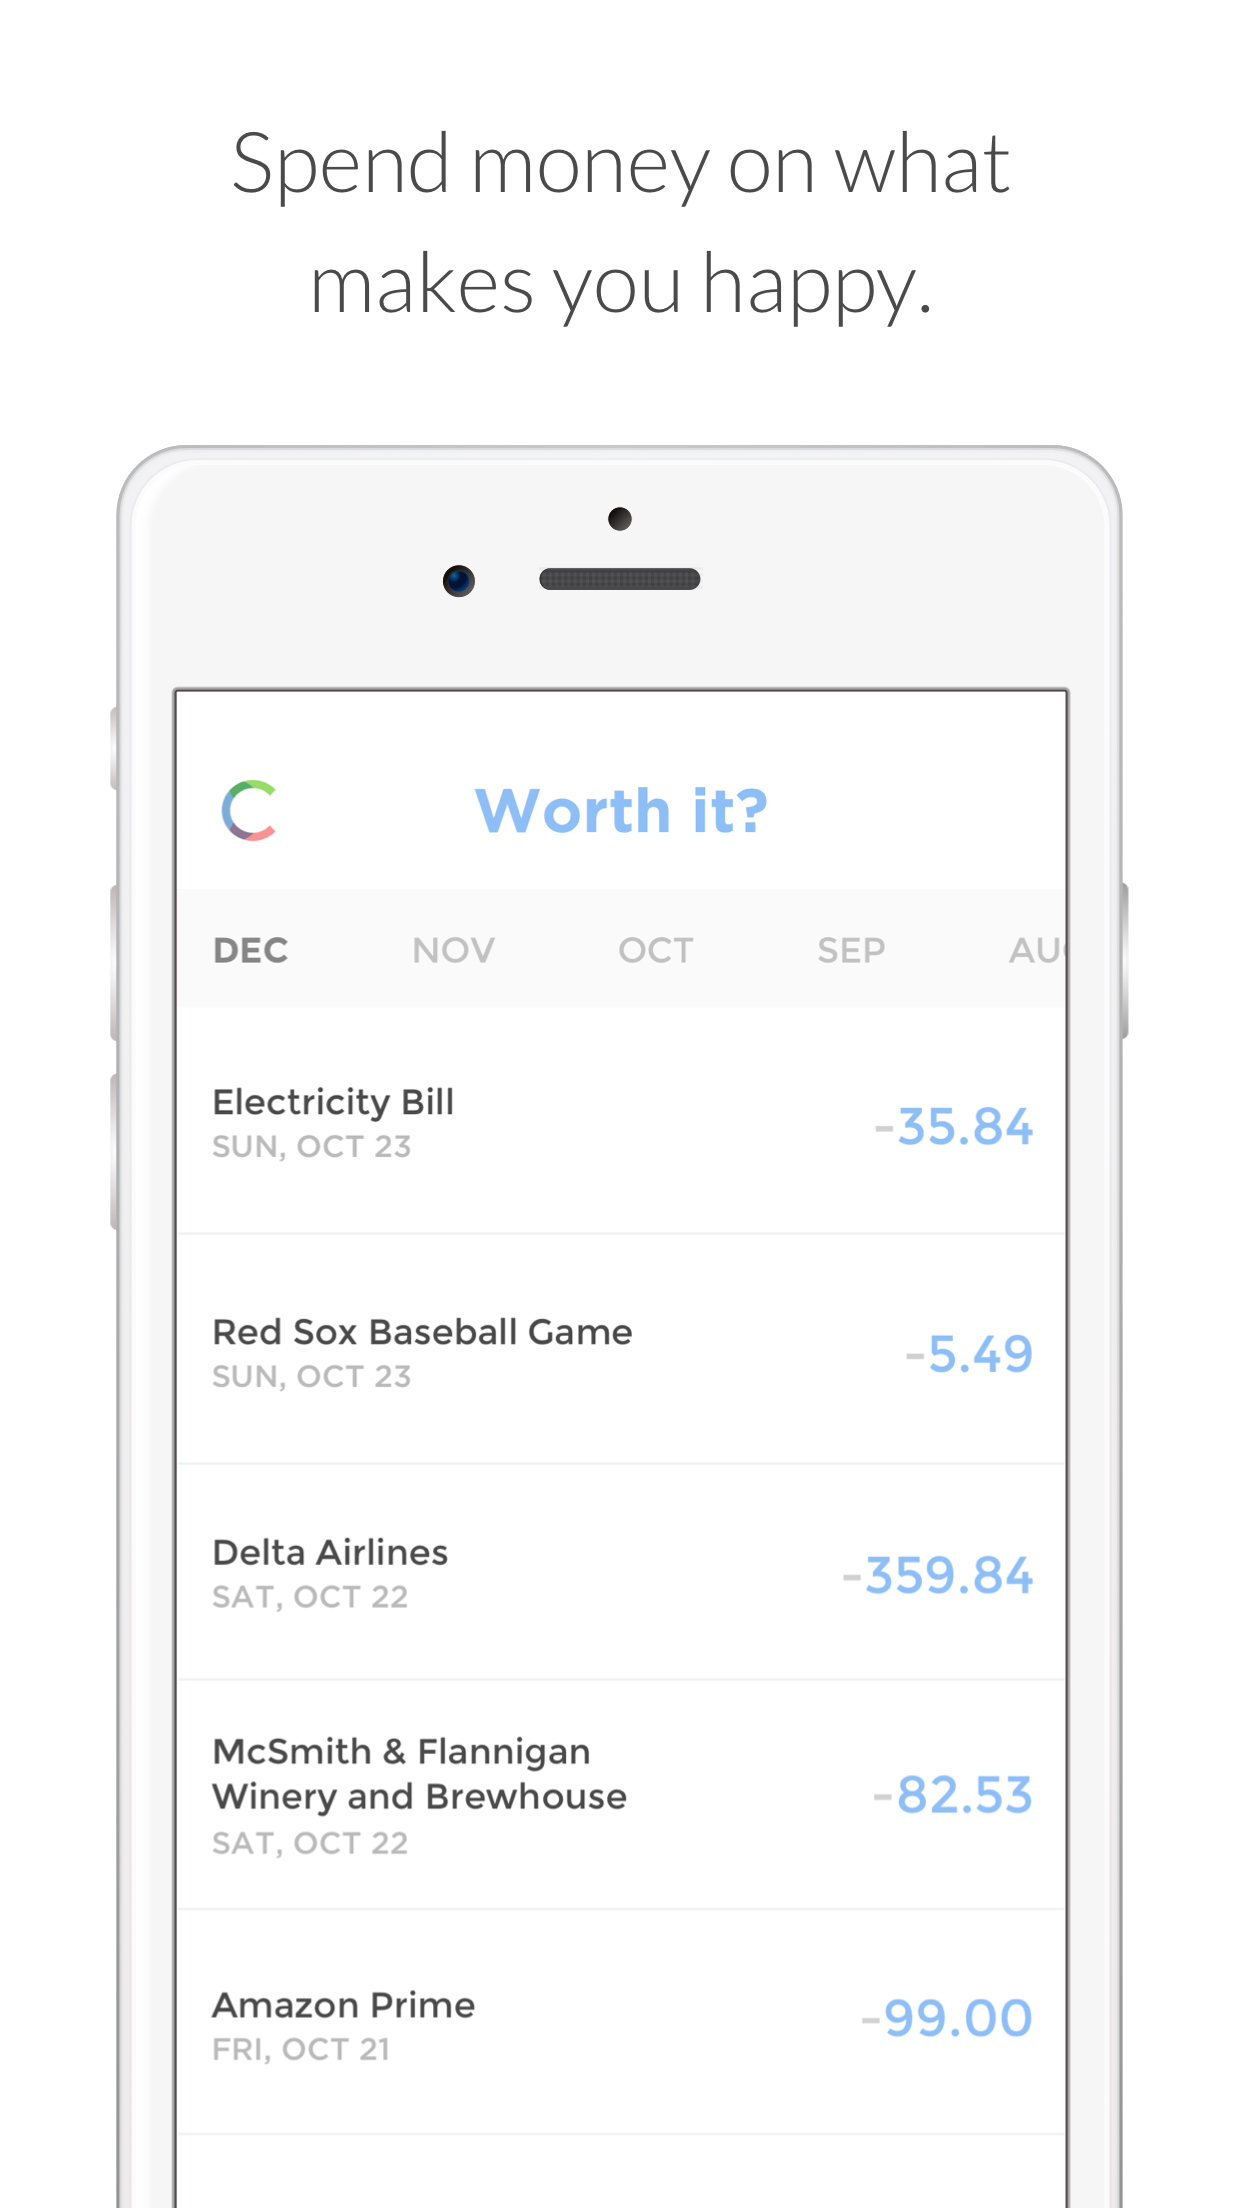 Spend money on what
makes you happy.
Worth it?
DEC NOV OCT SEP AUG
Electricity Bill
SUN, OCT 23
-35.84
Red Sox Baseball Game
SUN, OCT 23
-5.49
Delta Airlines
SAT, OCT 22
-359.84
McSmith & Flannigan
Winery and Brewhouse
SAT, OCT 22
-82.53
Amazon Prime
FRI, OCT 21
-99.00